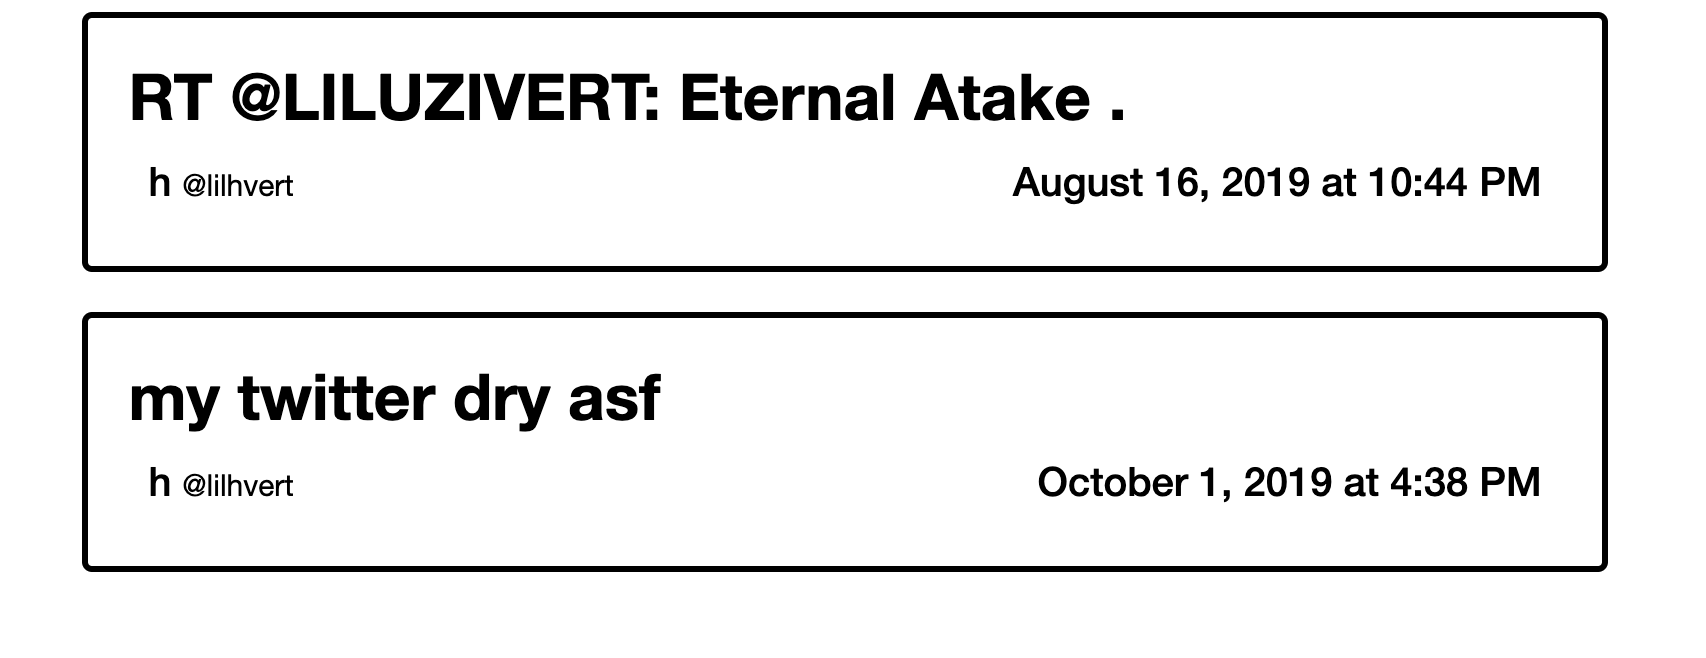 RT @LILUZIVERT: Eternal Atake .
h @lilhvert August 16, 2019 at 10:44 PM
my twitter dry asf
h @lilhvert October 1, 2019 at 4:38 PM